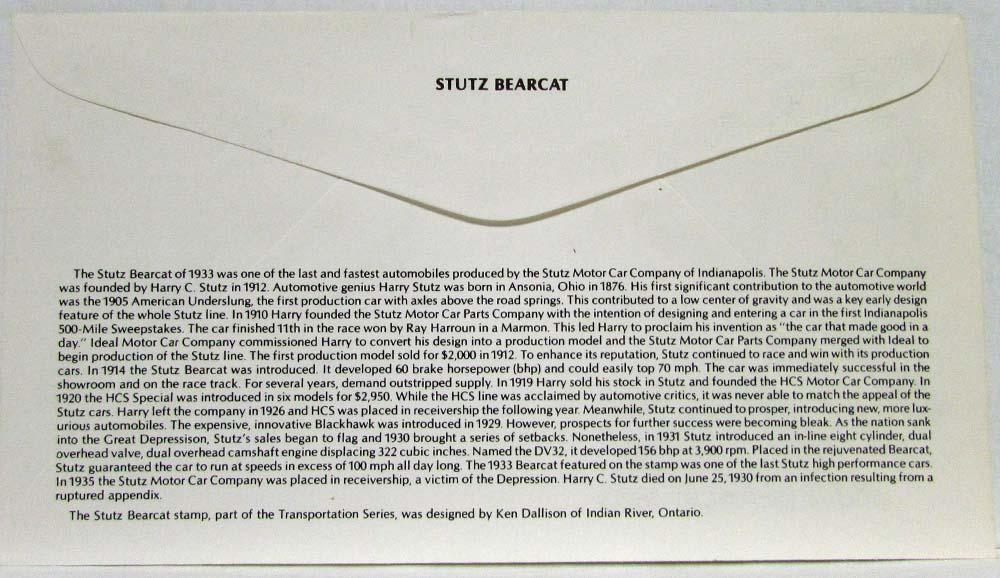 STUTZ BEARCAT
The Stutz Bearcat of 1933 was one of the last and fastest automobiles produced by the Stutz Motor Car Company of Indianapolis. The Stutz Motor Car Company
was founded by Harry C. Stutz in 1912. Automotive genius Harry Stutz was born in Ansonia, Ohio in 1876. His first significant contribution to the automotive world
was the 1905 American Underslung, the first production car with axles above the road springs. This contributed to a low center of gravity and was a key early design
feature of the whole Stutz line. In 1910 Harry founded the Stutz Motor Car Parts Company with the intention of designing and entering a car in the first Indianapolis
500-Mile Sweepstakes. The car finished 11th in the race won by Ray Harroun in a Marmon. This led Harry to proclaim his invention as "the car that made good in a
day." Ideal Motor Car Company commissioned Harry to convert his design into a production model and the Stutz Motor Car Parts Company merged with Ideal to
begin production of the Stutz line. The first production model sold for $2,000 in 1912. To enhance its reputation, Stutz continued to race and win with its production
cars. In 1914 the Stutz Bearcat was introduced. It developed 60 brake horsepower (bhp) and could easily top 70 mph. The car was immediately successful in the
showroom and on the race track. For several years, demand outstripped supply. In 1919 Harry sold his stock in Stutz and founded the HCS Motor Car Company. In
1920 the HCS Special was introduced in six models for $2,950. While the HCS line was acclaimed by automotive critics, it was never able to match the appeal of the
Stutz cars. Harry left the company in 1926 and HCS was placed in receivership the following year. Meanwhile, Stutz continued to prosper, introducing new, more lux-
urious automobiles. The expensive, innovative Blackhawk was introduced in 1929. However, prospects for further success were becoming bleak. As the nation sank
into the Great Depressison, Stutz's sales began to flag and 1930 brought a series of setbacks. Nonetheless, in 1931 Stutz introduced an in-line eight cylinder, dual
overhead valve, dual overhead camshaft engine displacing 322 cubic inches. Named the DV32, it developed 156 bhp at 3,900 rpm. Placed in the rejuvenated Bearcat,
Stutz guaranteed the car to run at speeds in excess of 100 mph all day long. The 1933 Bearcat featured on the stamp was one of the last Stutz high performance cars.
In 1935 the Stutz Motor Car Company was placed in receivership, a victim of the Depression. Harry C. Stutz died on June 25, 1930 from an infection resulting from a
ruptured appendix.
The Stutz Bearcat stamp, part of the Transportation Series, was designed by Ken Dallison of Indian River, Ontario.